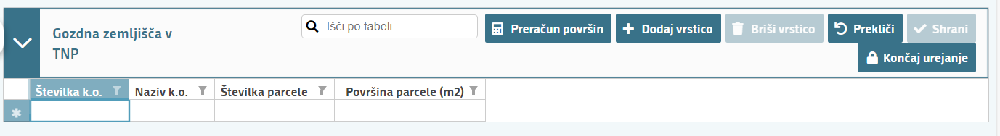 Gozdna zemljišča v
TNP
Išči po tabeli...
Preračun površin
Dodaj vrstico
Briši vrstico
Prekliči
Shrani
Končaj urejanje
Številka k.o.
Naziv k.o.
Številka parcele
Površina parcele (m2)